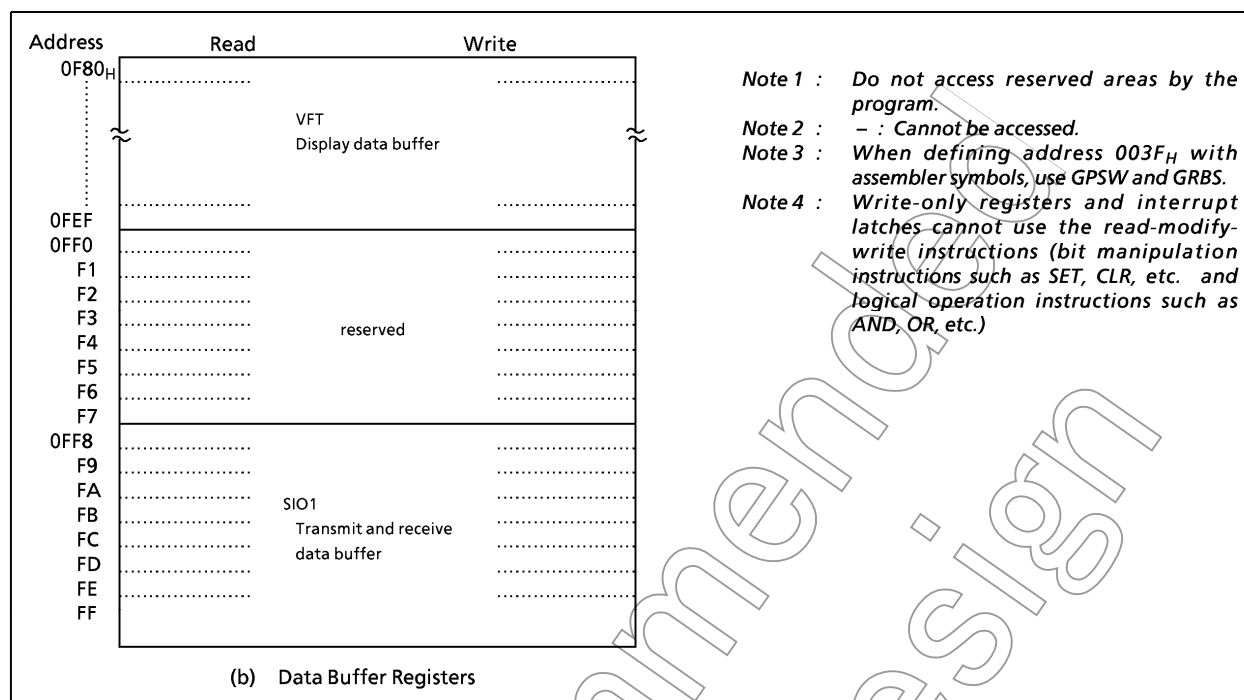 Address Read Write
0F80H
VFT
Display data buffer
0FEF
0FF0
F1
F2
F3
reserved
F4
F5
F6
F7
0FF8
F9
FA
SIO1
FB
Transmit and receive
FC
data buffer
FD
FE
FF
(b) Data Buffer Registers
Note 1 : Do not access reserved areas by the
program.
Note 2 : – : Cannot be accessed.
Note 3 : When defining address 003FH with
assembler symbols, use GPSW and GRBS.
Note 4 : Write-only registers and interrupt
latches cannot use the read-modify-
write instructions (bit manipulation
instructions such as SET, CLR, etc. and
logical operation instructions such as
AND, OR, etc.)
mmended
esign